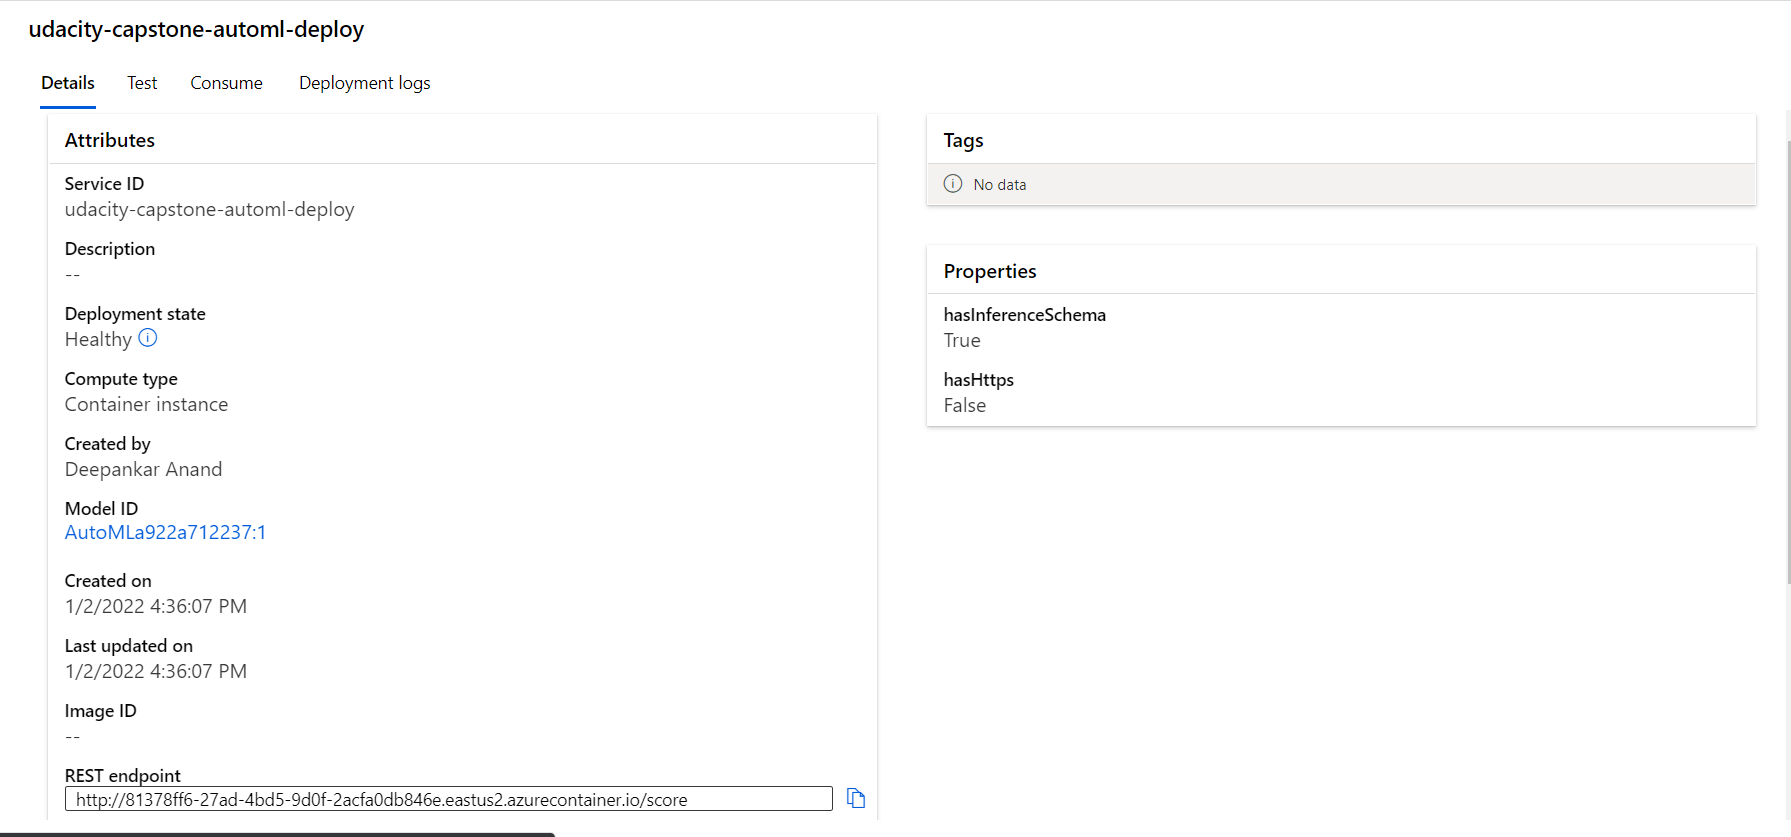 udacity-capstone-automl-deploy
Details Test Consume Deployment logs
Attributes
Service ID
udacity-capstone-automl-deploy
Description
--
Deployment state
Healthy
Compute type
Container instance
Created by
Deepankar Anand
Model ID
AutoMLa922a712237:1
Created on
1/2/2022 4:36:07 PM
Last updated on
1/2/2022 4:36:07 PM
Image ID
--
REST endpoint
http://81378ff6-27ad-4bd5-9d0f-2acfa0db846e.eastus2.azurecontainer.io/score
Tags
No data
Properties
hasInferenceSchema
True
hasHttps
False